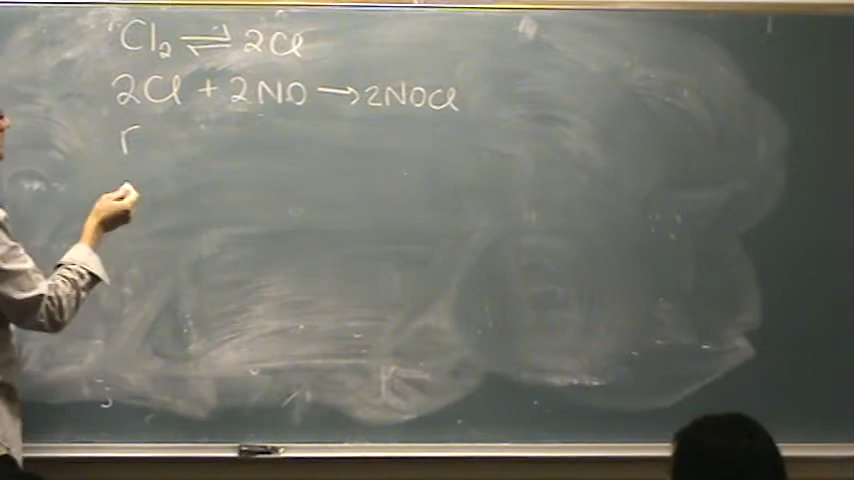 Cl₂ ⇌ 2Cl
2Cl + 2NO → 2NOCl
r